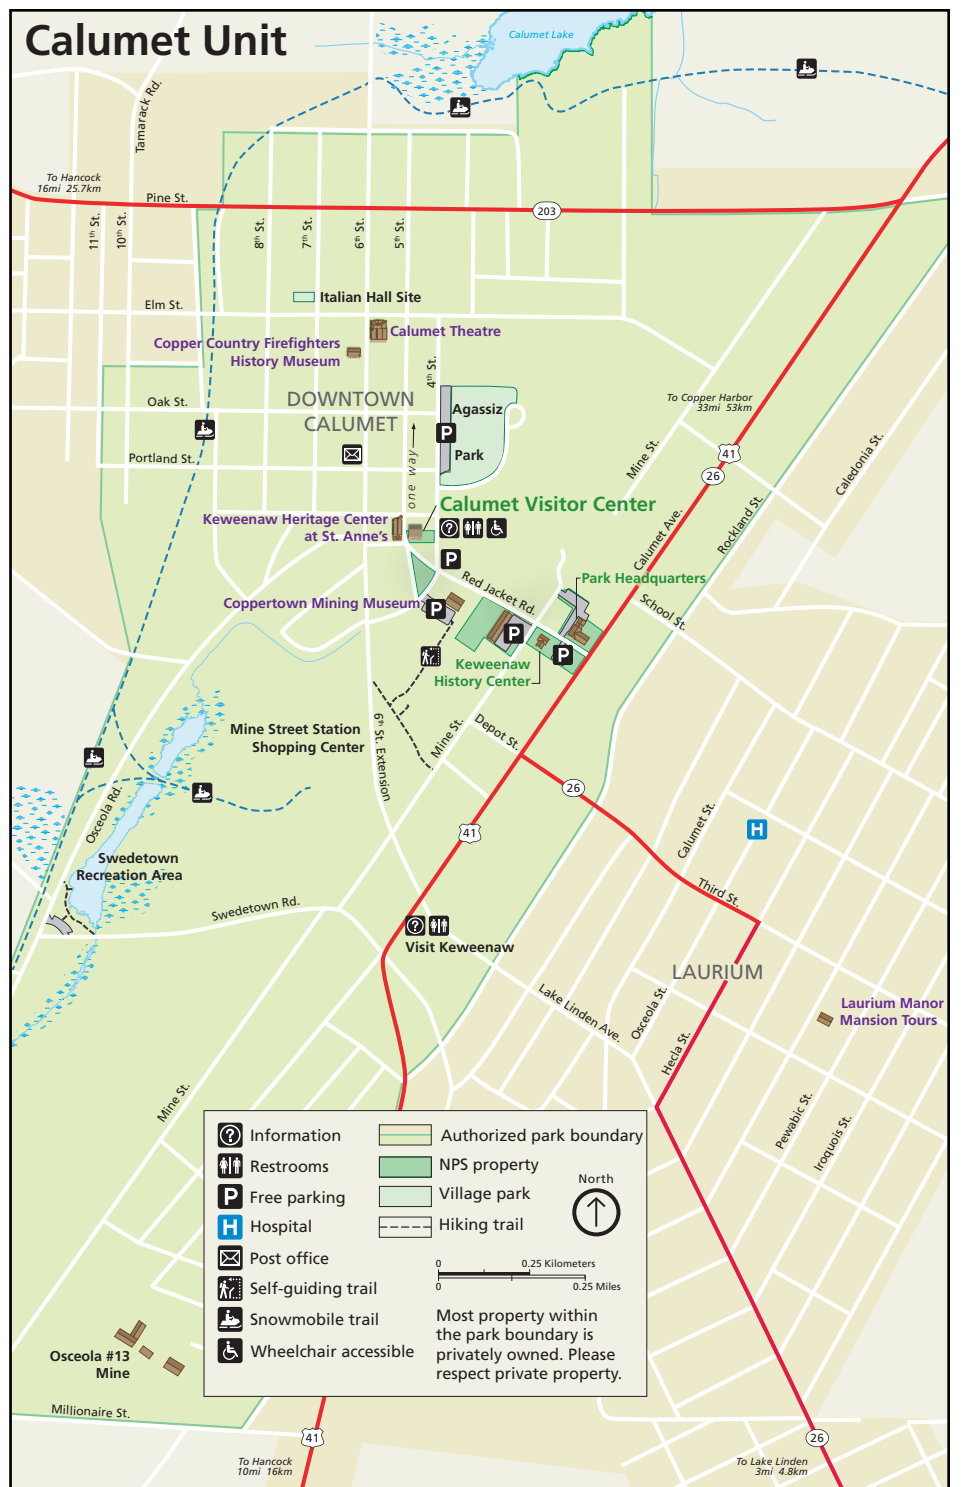 Calumet Unit
Calumet Lake
Tamarack Rd.
To Hancock
16mi 25.7km
Pine St.
203
11th St.
10th St.
8th St.
7th St.
6th St.
5th St.
Italian Hall Site
Elm St.
Calumet Theatre
Copper Country Firefighters
History Museum
4th St.
DOWNTOWN
CALUMET
Oak St.
Agassiz
P
Park
To Copper Harbor
33mi 53km
Portland St.
one way
Mine St.
41
26
Caledonia St.
Calumet Visitor Center
?
Keweenaw Heritage Center
at St. Anne's
Calumet Ave.
Rockland St.
P
Red Jacket Rd.
Park Headquarters
Coppertown Mining Museum
P
School St.
P
P
Keweenaw
History Center
Mine Street Station
Shopping Center
6th St. Extension
Mine St.
Depot St.
26
Osceola Rd.
41
Calumet St.
H
Swedetown
Recreation Area
Third St.
Swedetown Rd.
?
Visit Keweenaw
LAURIUM
Lake Linden Ave.
Osceola St.
Laurium Manor
Mansion Tours
Hecla St.
Mine St.
Pewabic St.
Iroquois St.
? Information
Restrooms
P Free parking
H Hospital
Post office
Self-guiding trail
Snowmobile trail
Wheelchair accessible
Authorized park boundary
NPS property
Village park
Hiking trail
North
0 0.25 Kilometers
0 0.25 Miles
Most property within
the park boundary is
privately owned. Please
respect private property.
Osceola #13
Mine
Millionaire St.
41
26
To Hancock
10mi 16km
To Lake Linden
3mi 4.8km